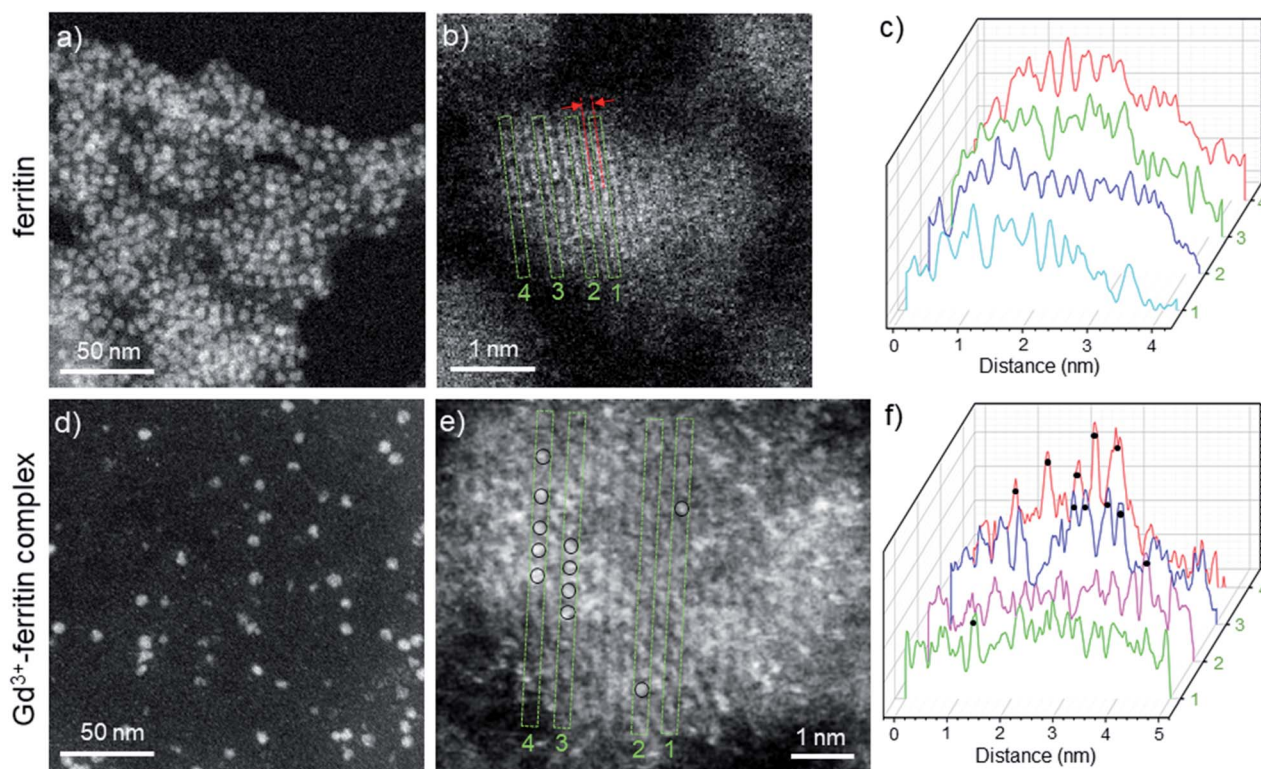 ferritin
a)
50 nm
b)
4 3 2 1
1 nm
c)
4
3
2
1
0 1 2 3 4
Distance (nm)
Gd³⁺-ferritin complex
d)
50 nm
e)
4 3 2 1
1 nm
f)
4
3
2
1
0 1 2 3 4 5
Distance (nm)